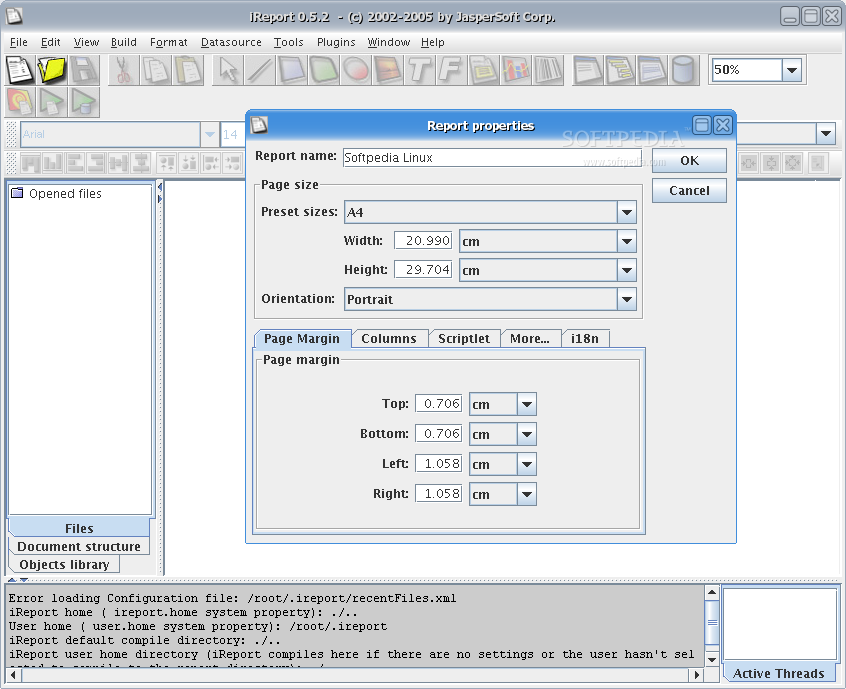 iReport 0.5.2 - (c) 2002-2005 by JasperSoft Corp.
File Edit View Build Format Datasource Tools Plugins Window Help
50%
Arial 14
Report properties
SOFTPEDIA
www.softpedia.com
Report name: Softpedia Linux OK
Page size Cancel
Preset sizes: A4
Width: 20.990 cm
Height: 29.704 cm
Orientation: Portrait
Page Margin Columns Scriptlet More... i18n
Page margin
Top: 0.706 cm
Bottom: 0.706 cm
Left: 1.058 cm
Right: 1.058 cm
Opened files
Files
Document structure
Objects library
Error loading Configuration file: /root/.ireport/recentFiles.xml
iReport home ( ireport.home system property): ./..
User home ( user.home system property): /root/.ireport
iReport default compile directory: ./..
iReport user home directory (iReport compiles here if there are no settings or the user hasn't sel
Active Threads